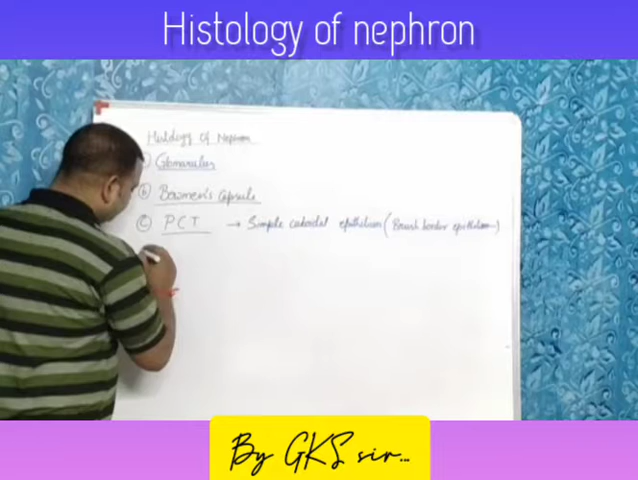 Histology of nephron
Histology Of Nephron
Glomerulus
(b) Bowmen's Capsule
(c) PCT → Simple cuboidal epithelium (Brush border epithelium)
By GKS sir...